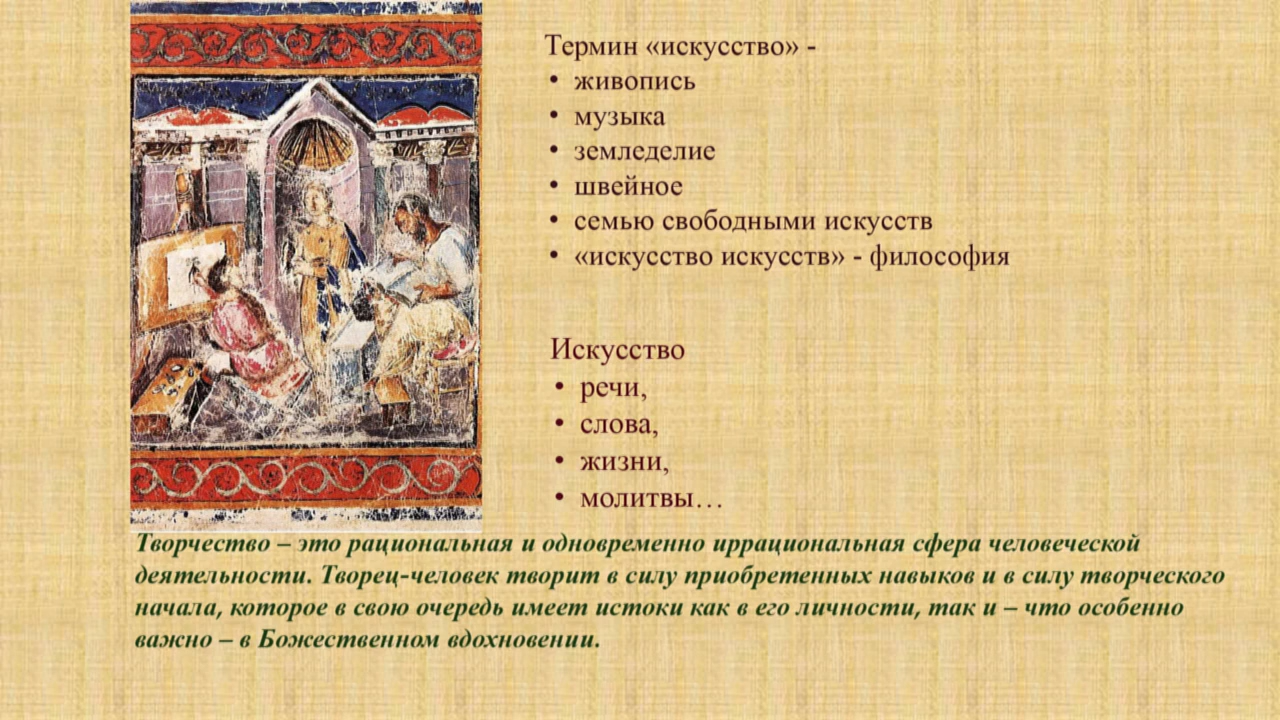 Термин «искусство» -
• живопись
• музыка
• земледелие
• швейное
• семью свободными искусств
• «искусство искусств» - философия
Искусство
• речи,
• слова,
• жизни,
• молитвы…
Творчество – это рациональная и одновременно иррациональная сфера человеческой
деятельности. Творец-человек творит в силу приобретенных навыков и в силу творческого
начала, которое в свою очередь имеет истоки как в его личности, так и – что особенно
важно – в Божественном вдохновении.